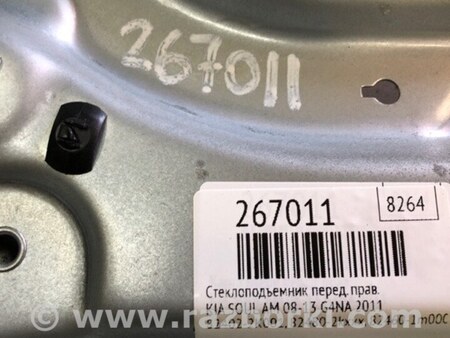 267011
8264
267011
Стеклоподъемник перед. прав.
KIA SOUL AM 08-13 G4NA 2011
www.razborka.com